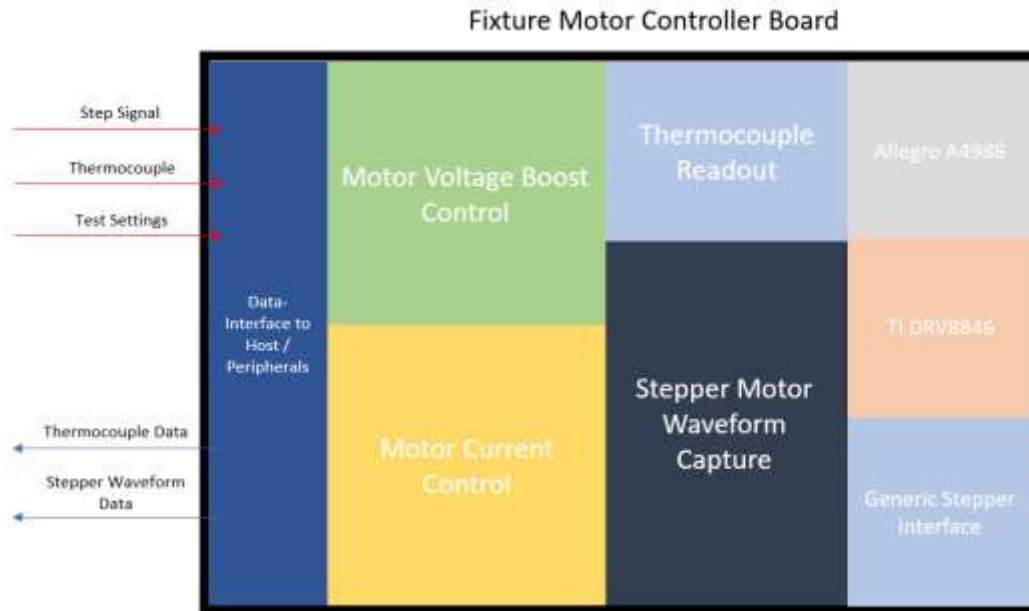 Fixture Motor Controller Board
Step Signal
Thermocouple
Test Settings
Thermocouple Data
Stepper Waveform
Data
Data-
Interface to
Host /
Peripherals
Motor Voltage Boost
Control
Motor Current
Control
Thermocouple
Readout
Stepper Motor
Waveform
Capture
Allegro A4988
TI DRV8846
Generic Stepper
interface